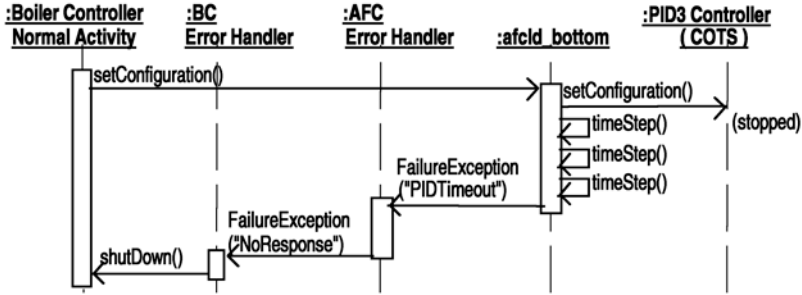 :Boiler Controller
Normal Activity
:BC
Error Handler
:AFC
Error Handler
:afcId_bottom
:PID3 Controller
( COTS )
setConfiguration()
setConfiguration()
(stopped)
timeStep()
timeStep()
timeStep()
FailureException
("PIDTimeout")
FailureException
("NoResponse")
shutDown()